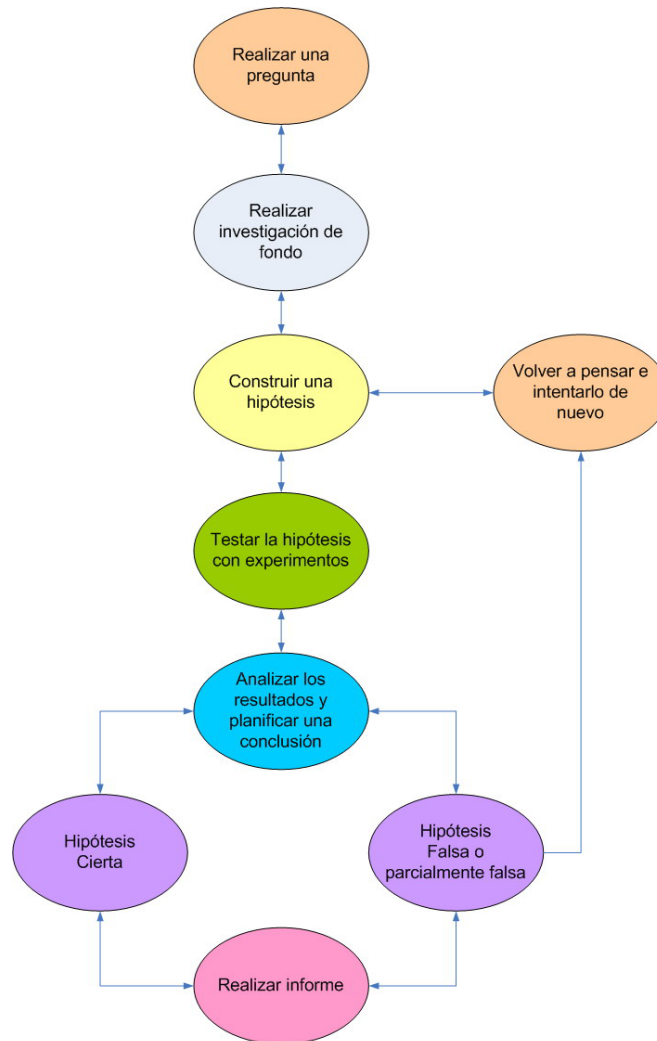 Realizar una
pregunta
Realizar
investigación de
fondo
Construir una
hipótesis
Volver a pensar e
intentarlo de
nuevo
Testar la hipótesis
con experimentos
Analizar los
resultados y
planificar una
conclusión
Hipótesis
Cierta
Hipótesis
Falsa o
parcialmente falsa
Realizar informe